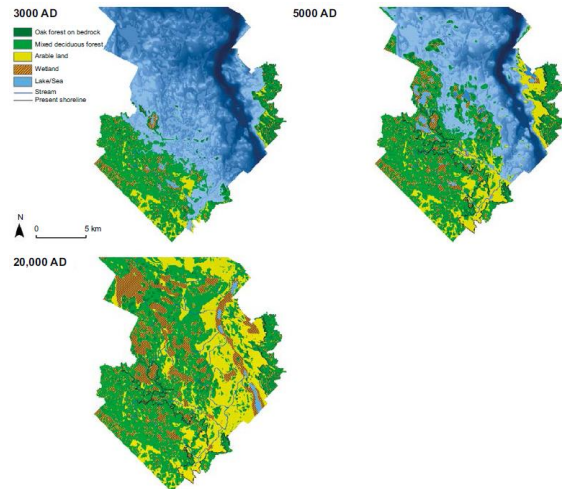 3000 AD
5000 AD
Oak forest on bedrock
Mixed deciduous forest
Arable land
Wetland
Lake/Sea
Stream
Present shoreline
N
0 5 km
20,000 AD